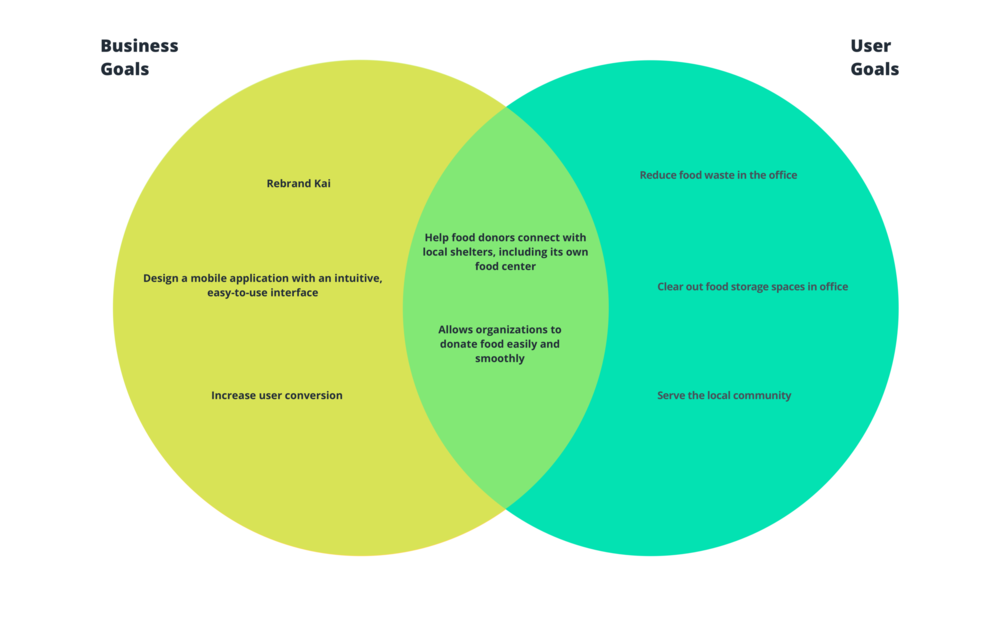 Business
Goals
User
Goals
Rebrand Kai
Design a mobile application with an intuitive,
easy-to-use interface
Increase user conversion
Help food donors connect with
local shelters, including its own
food center
Allows organizations to
donate food easily and
smoothly
Reduce food waste in the office
Clear out food storage spaces in office
Serve the local community